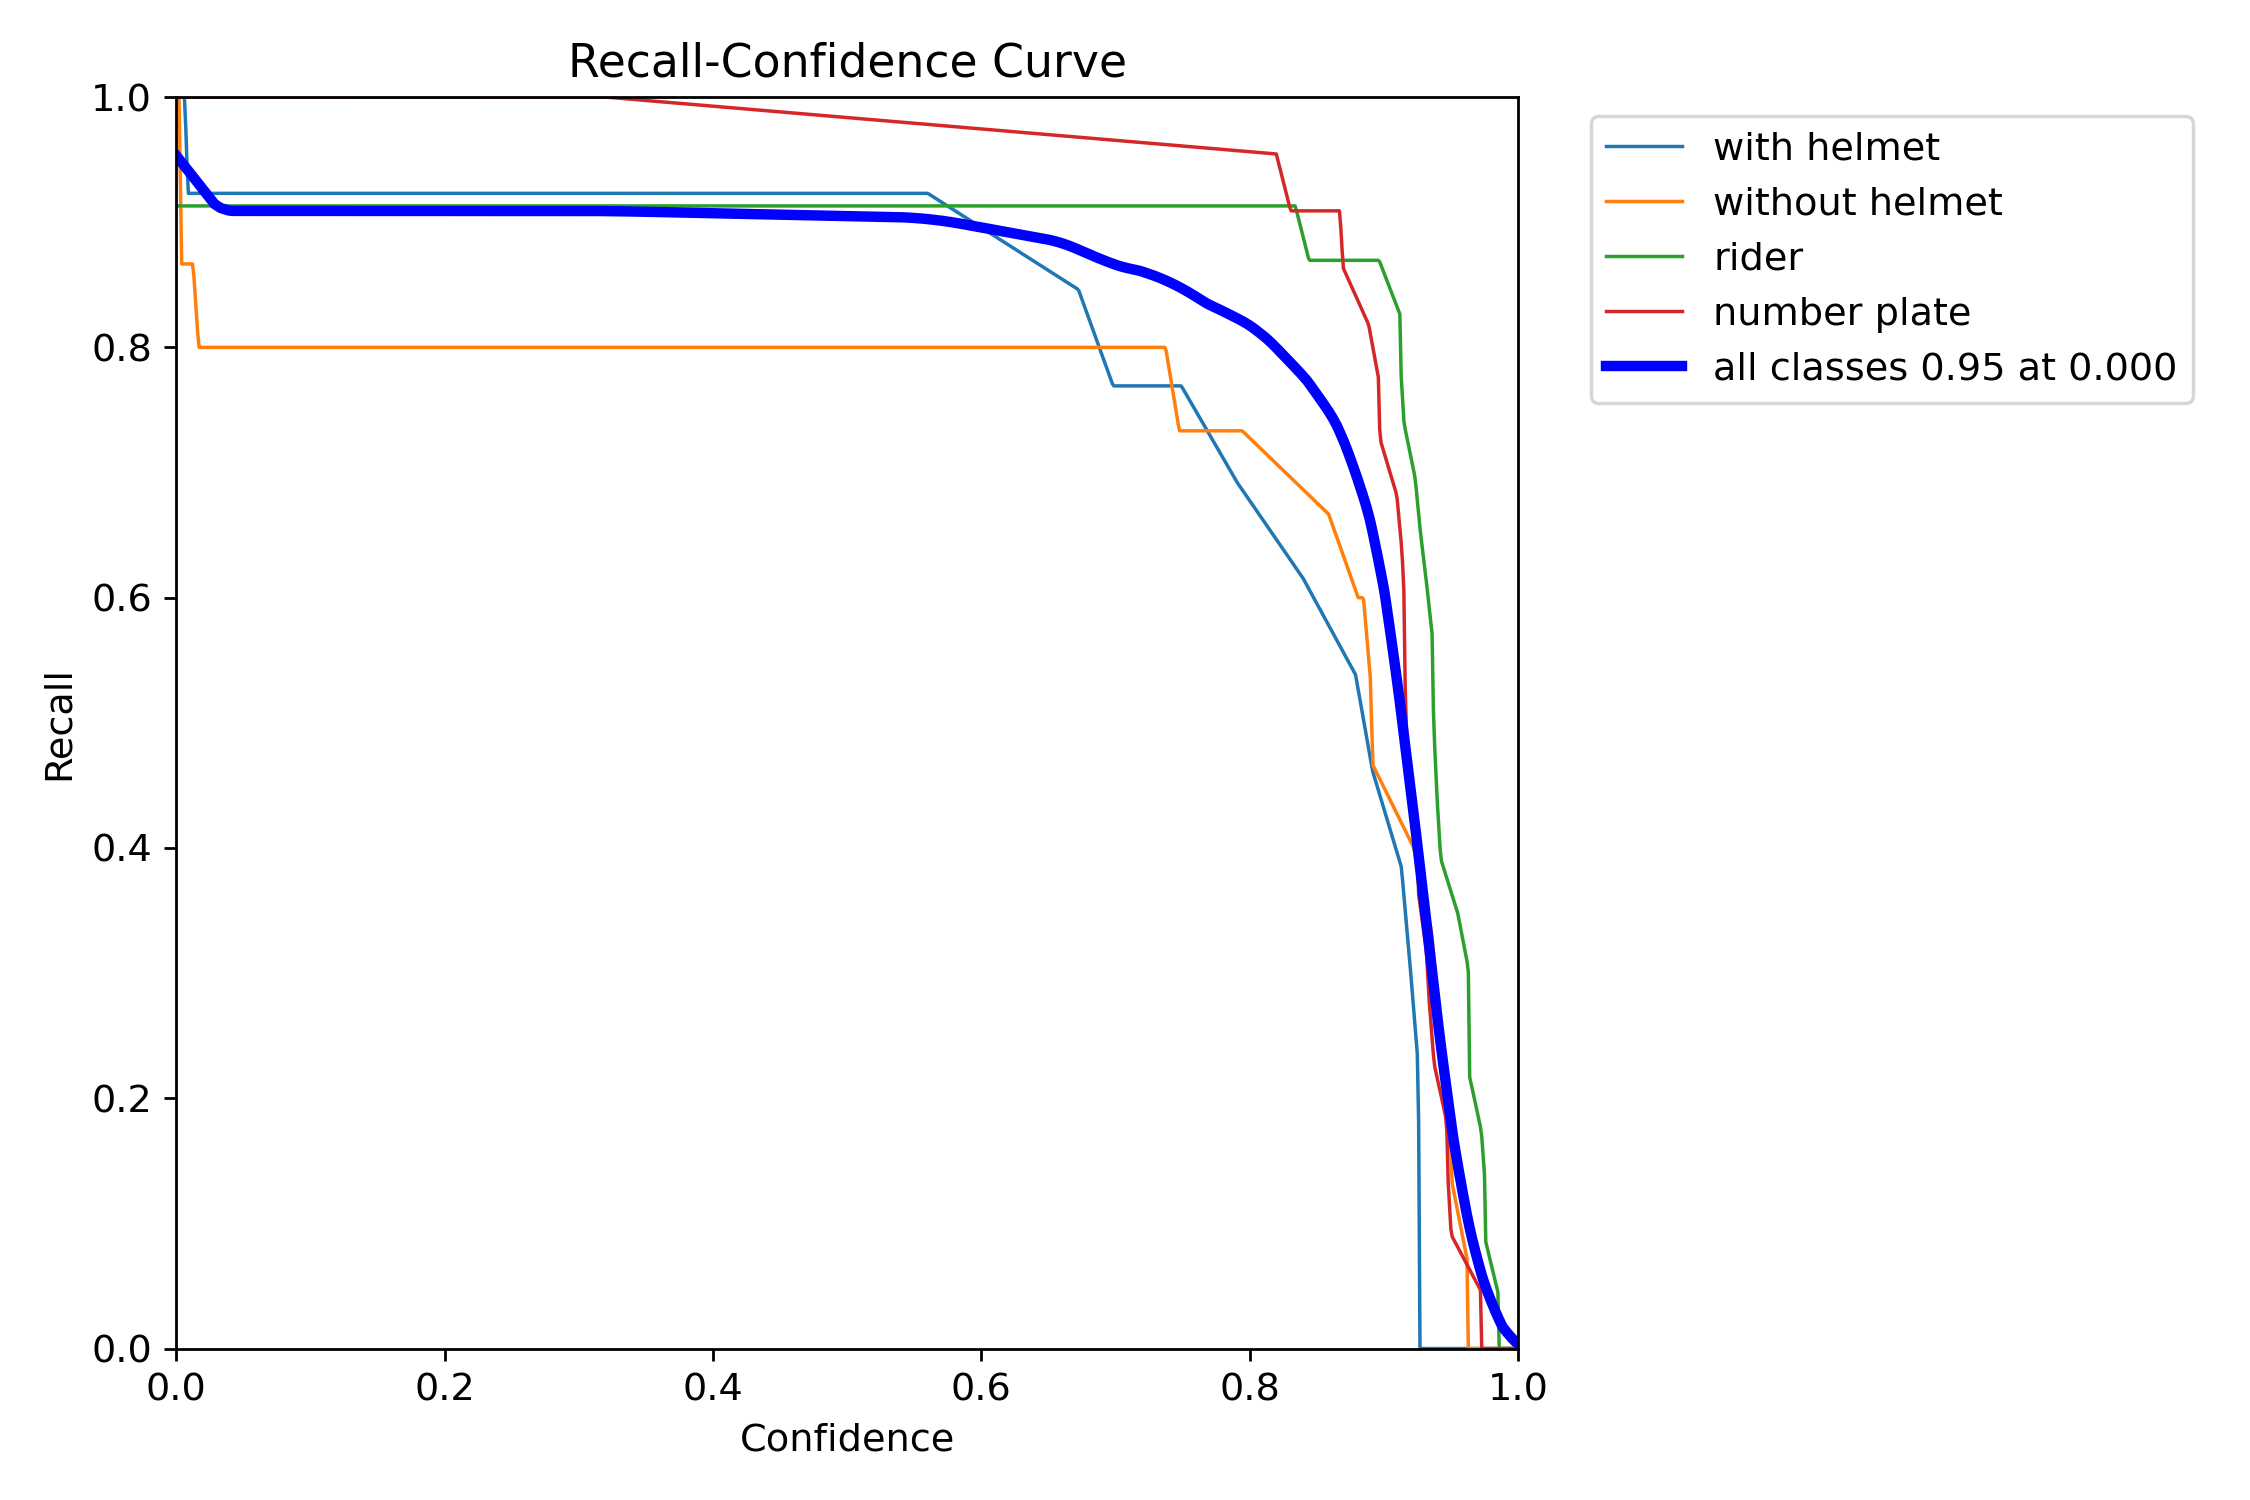 Recall-Confidence Curve
1.0
0.8
0.6
0.4
0.2
0.0
Recall
0.0 0.2 0.4 0.6 0.8 1.0
Confidence
with helmet
without helmet
rider
number plate
all classes 0.95 at 0.000